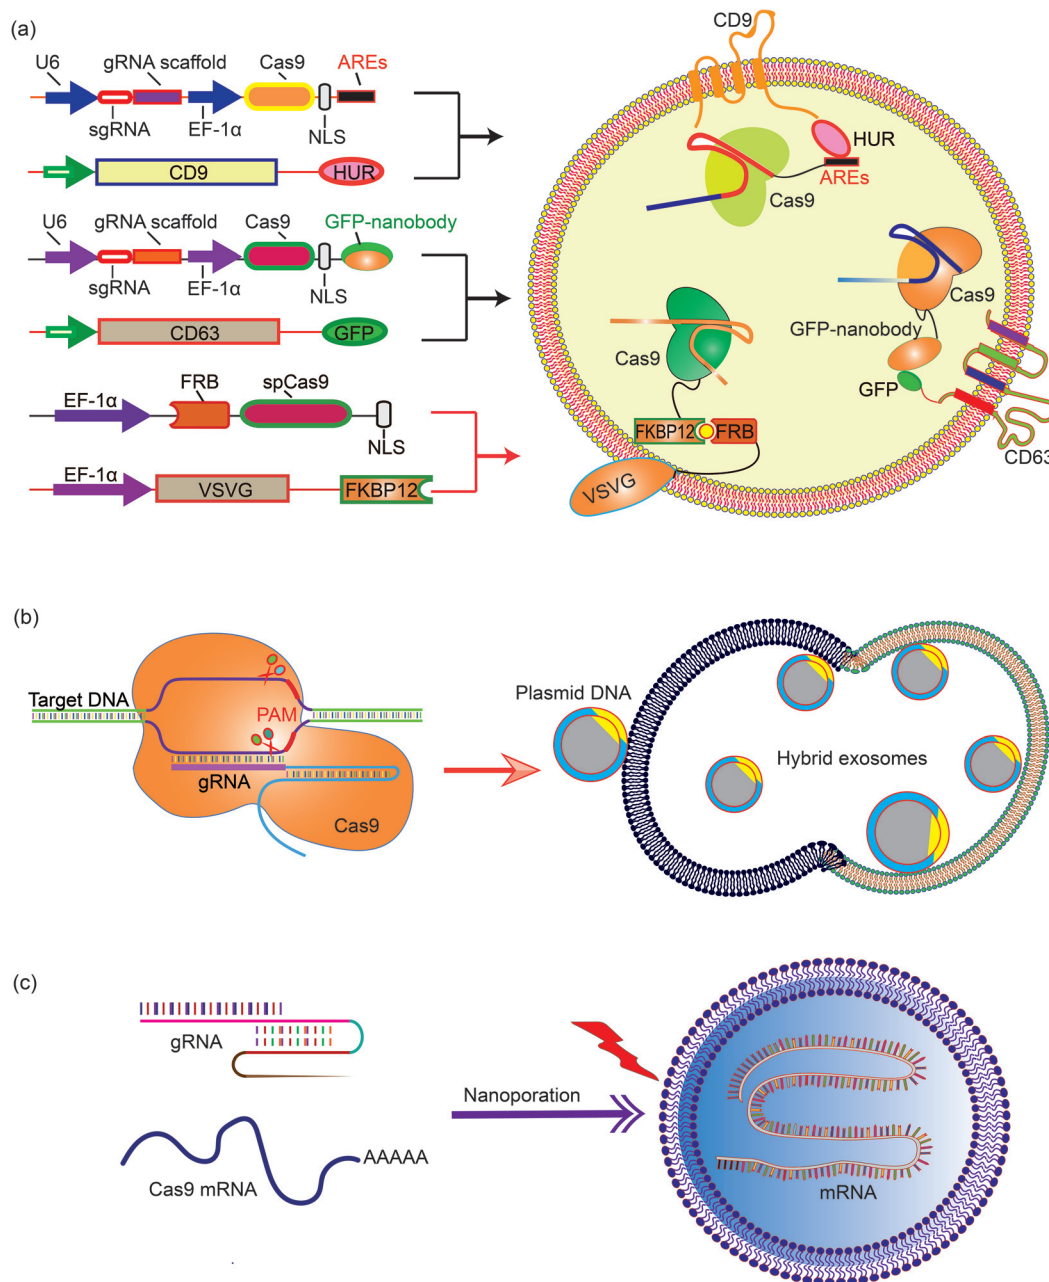 (a)
U6
gRNA scaffold
Cas9
AREs
sgRNA
EF-1α
NLS
CD9
HUR
U6
gRNA scaffold
Cas9
GFP-nanobody
sgRNA
EF-1α
NLS
CD63
GFP
EF-1α
FRB
spCas9
NLS
EF-1α
VSVG
FKBP12
CD9
HUR
AREs
Cas9
Cas9
GFP-nanobody
GFP
CD63
Cas9
FKBP12
FRB
VSVG
(b)
Target DNA
PAM
gRNA
Cas9
Plasmid DNA
Hybrid exosomes
(c)
gRNA
Cas9 mRNA
AAAAA
Nanoporation
mRNA